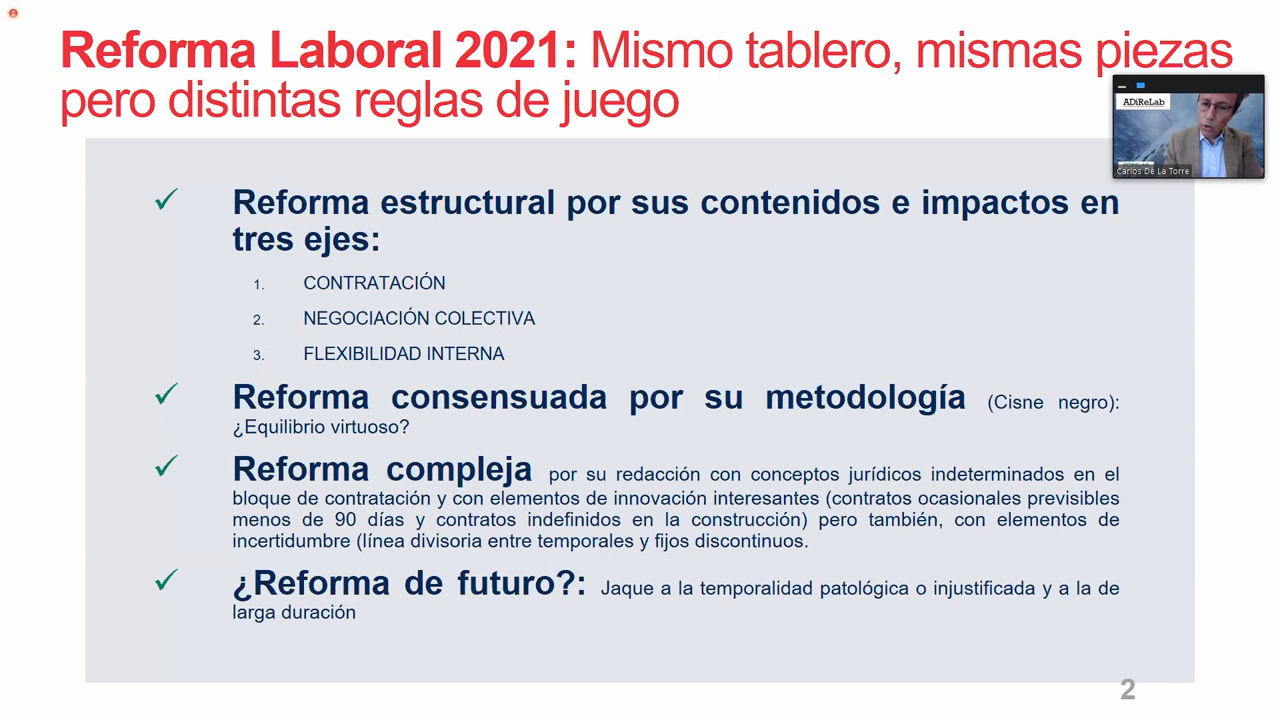 Reforma Laboral 2021: Mismo tablero, mismas piezas
pero distintas reglas de juego
ADiReLab
Carlos De La Torre
✓ Reforma estructural por sus contenidos e impactos en
tres ejes:
1. CONTRATACIÓN
2. NEGOCIACIÓN COLECTIVA
3. FLEXIBILIDAD INTERNA
✓ Reforma consensuada por su metodología (Cisne negro):
¿Equilibrio virtuoso?
✓ Reforma compleja por su redacción con conceptos jurídicos indeterminados en el
bloque de contratación y con elementos de innovación interesantes (contratos ocasionales previsibles
menos de 90 días y contratos indefinidos en la construcción) pero también, con elementos de
incertidumbre (línea divisoria entre temporales y fijos discontinuos.
✓ ¿Reforma de futuro?: Jaque a la temporalidad patológica o injustificada y a la de
larga duración
2